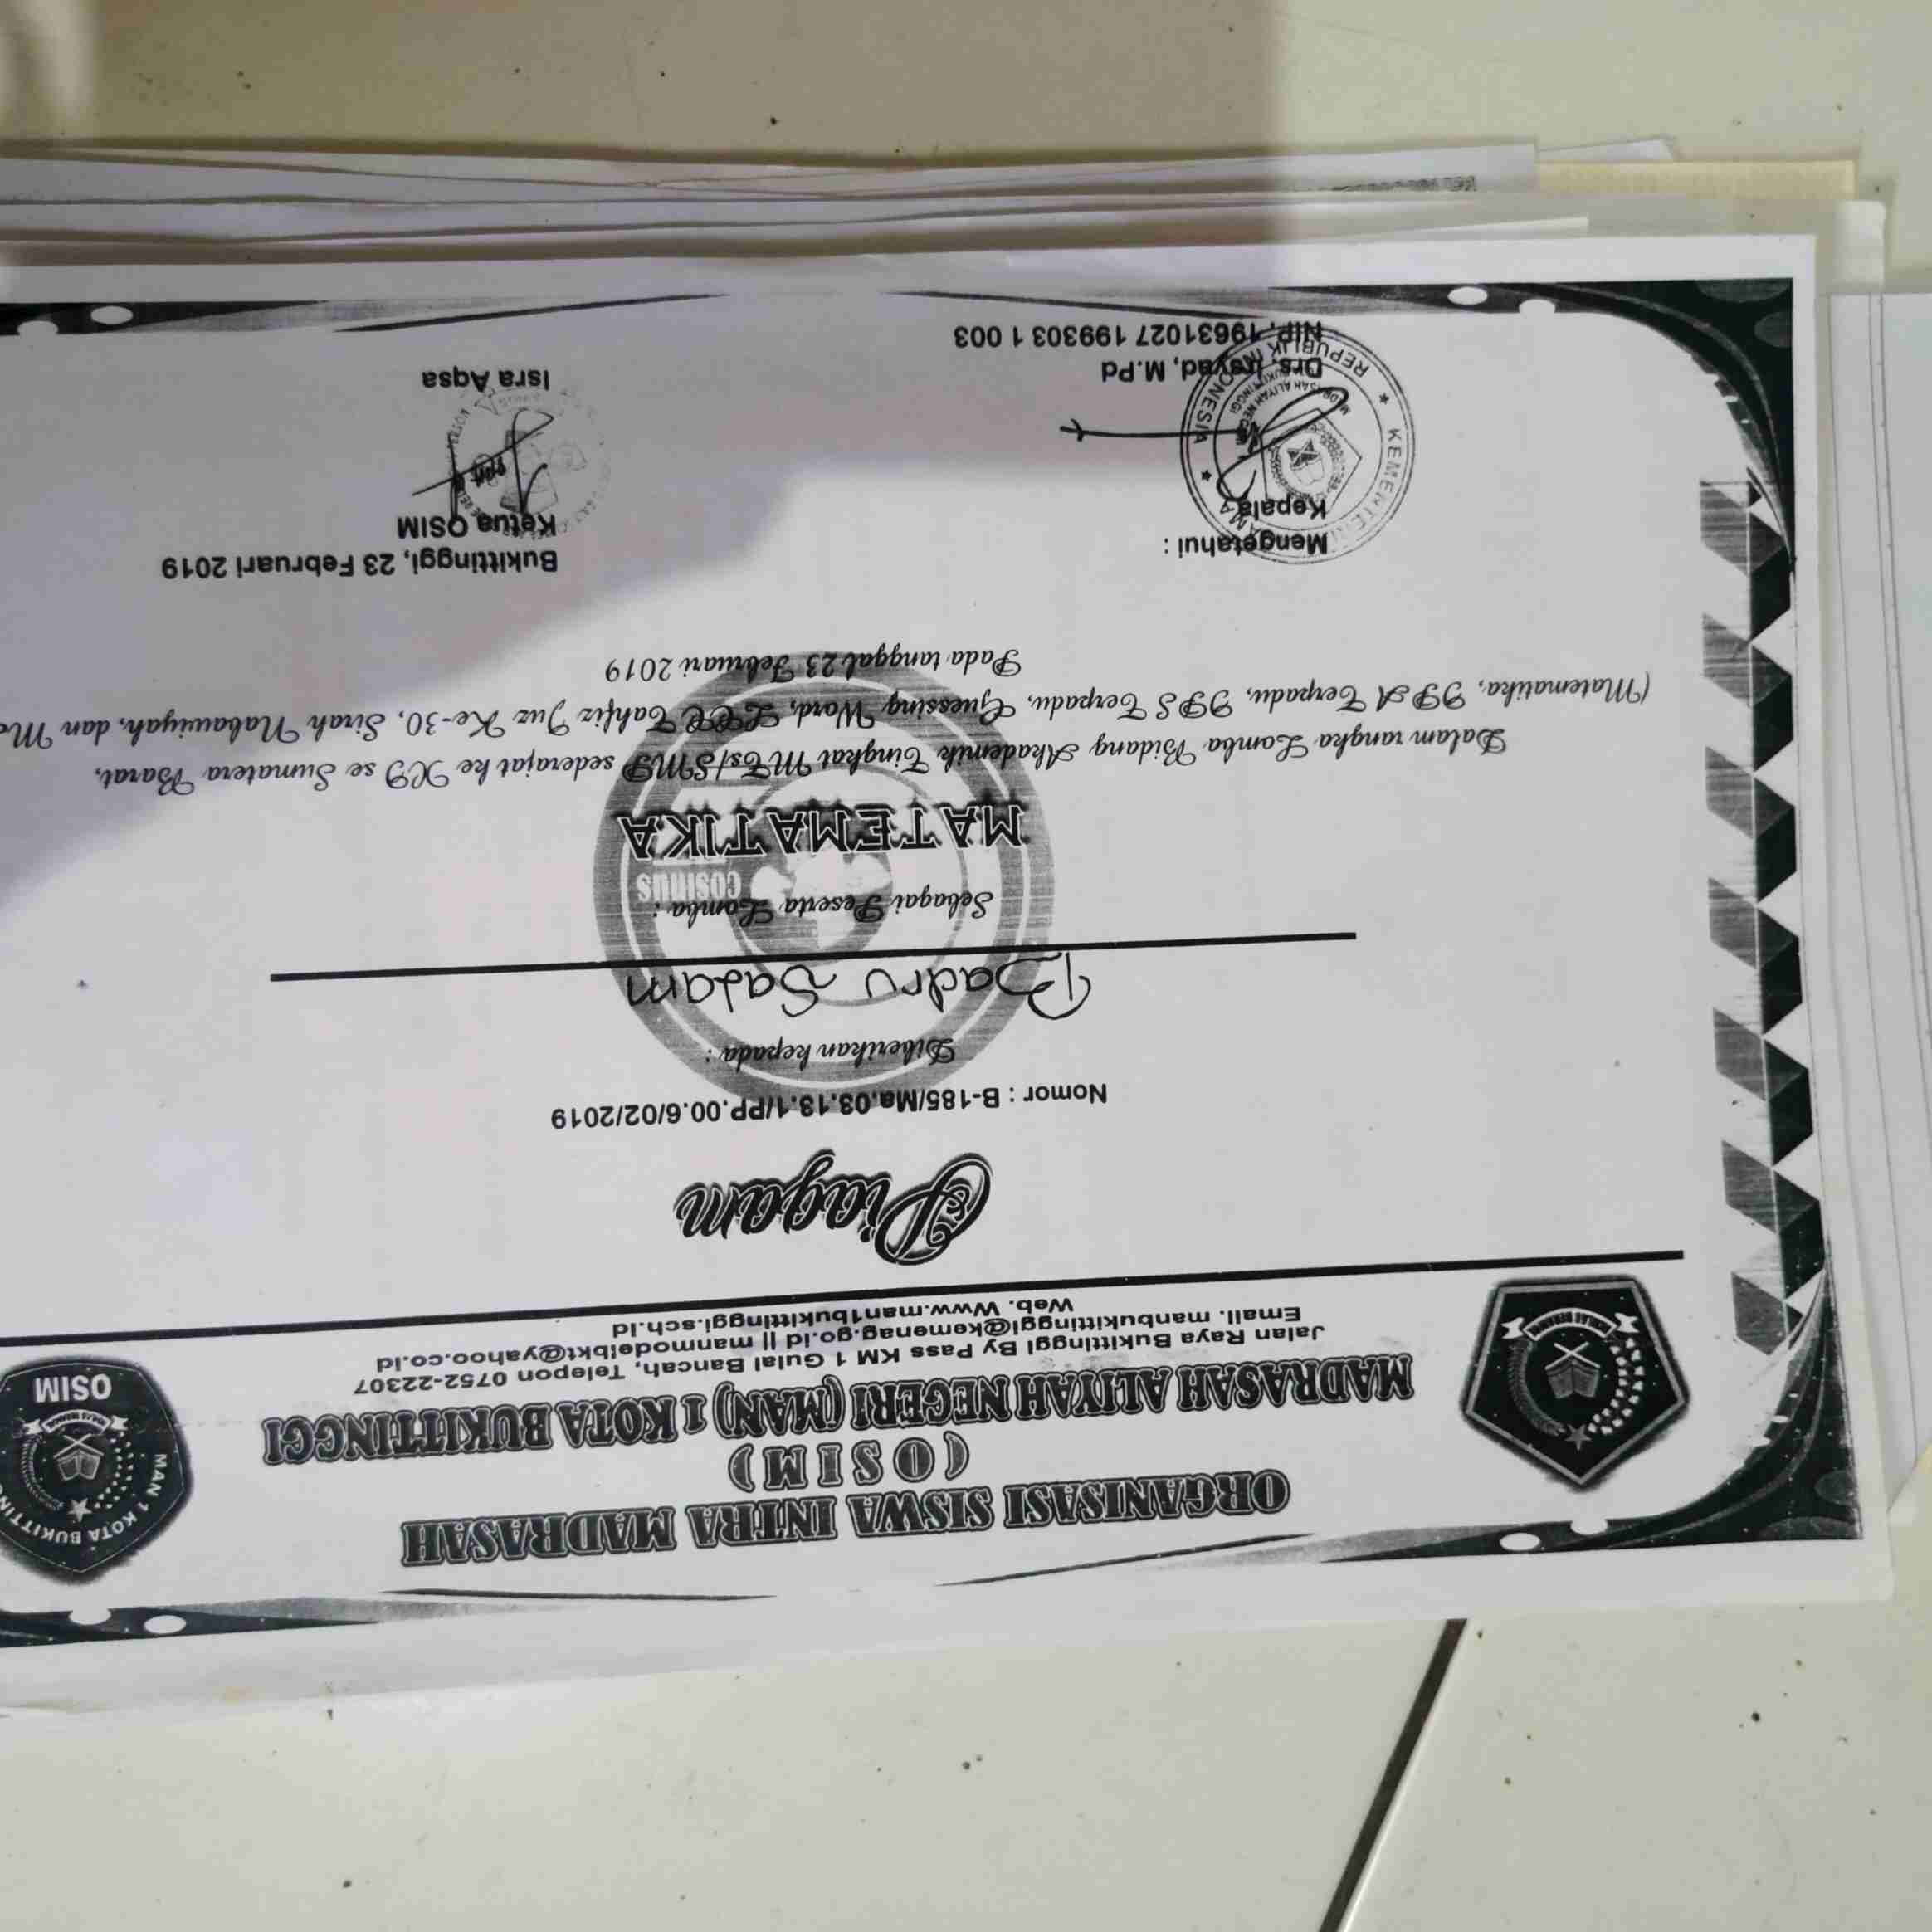 ORGANISASI SISWA INTRA MADRASAH
( O S I M )
MADRASAH ALIYAH NEGERI (MAN) 1 KOTA BUKITTINGGI
Jalan Raya Bukittinggi By Pass KM 1 Gulai Bancah, Telepon 0752-22307
Email. manbukittinggi@kemenag.go.id || manmodelbkt@yahoo.co.id
Web. Www.man1bukittinggi.sch.id
MAN 1 KOTA
OSIM
Piagam
Nomor : B-185/Ma.03.13.1/PP.00.6/02/2019
Diberikan kepada :
Badru Salam
Sebagai Peserta Lomba :
cosinus
MATEMATIKA
Dalam rangka Lomba Bidang Akademik Tingkat MTs/SMP sederajat ke XI se Sumatera Barat,
(Matematika, IPA Terpadu, IPS Terpadu, Guessing Word, LCC Tahfiz Juz Ke-30, Sirah Nabawiyah, dan
Pada tanggal 23 Februari 2019
Mengetahui :
Kepala
Drs. Irsyad, M.Pd
NIP. 19631027 199303 1 003
Bukittinggi, 23 Februari 2019
Ketua OSIM
Isra Aqsa
REPUBLIK INDONESIA